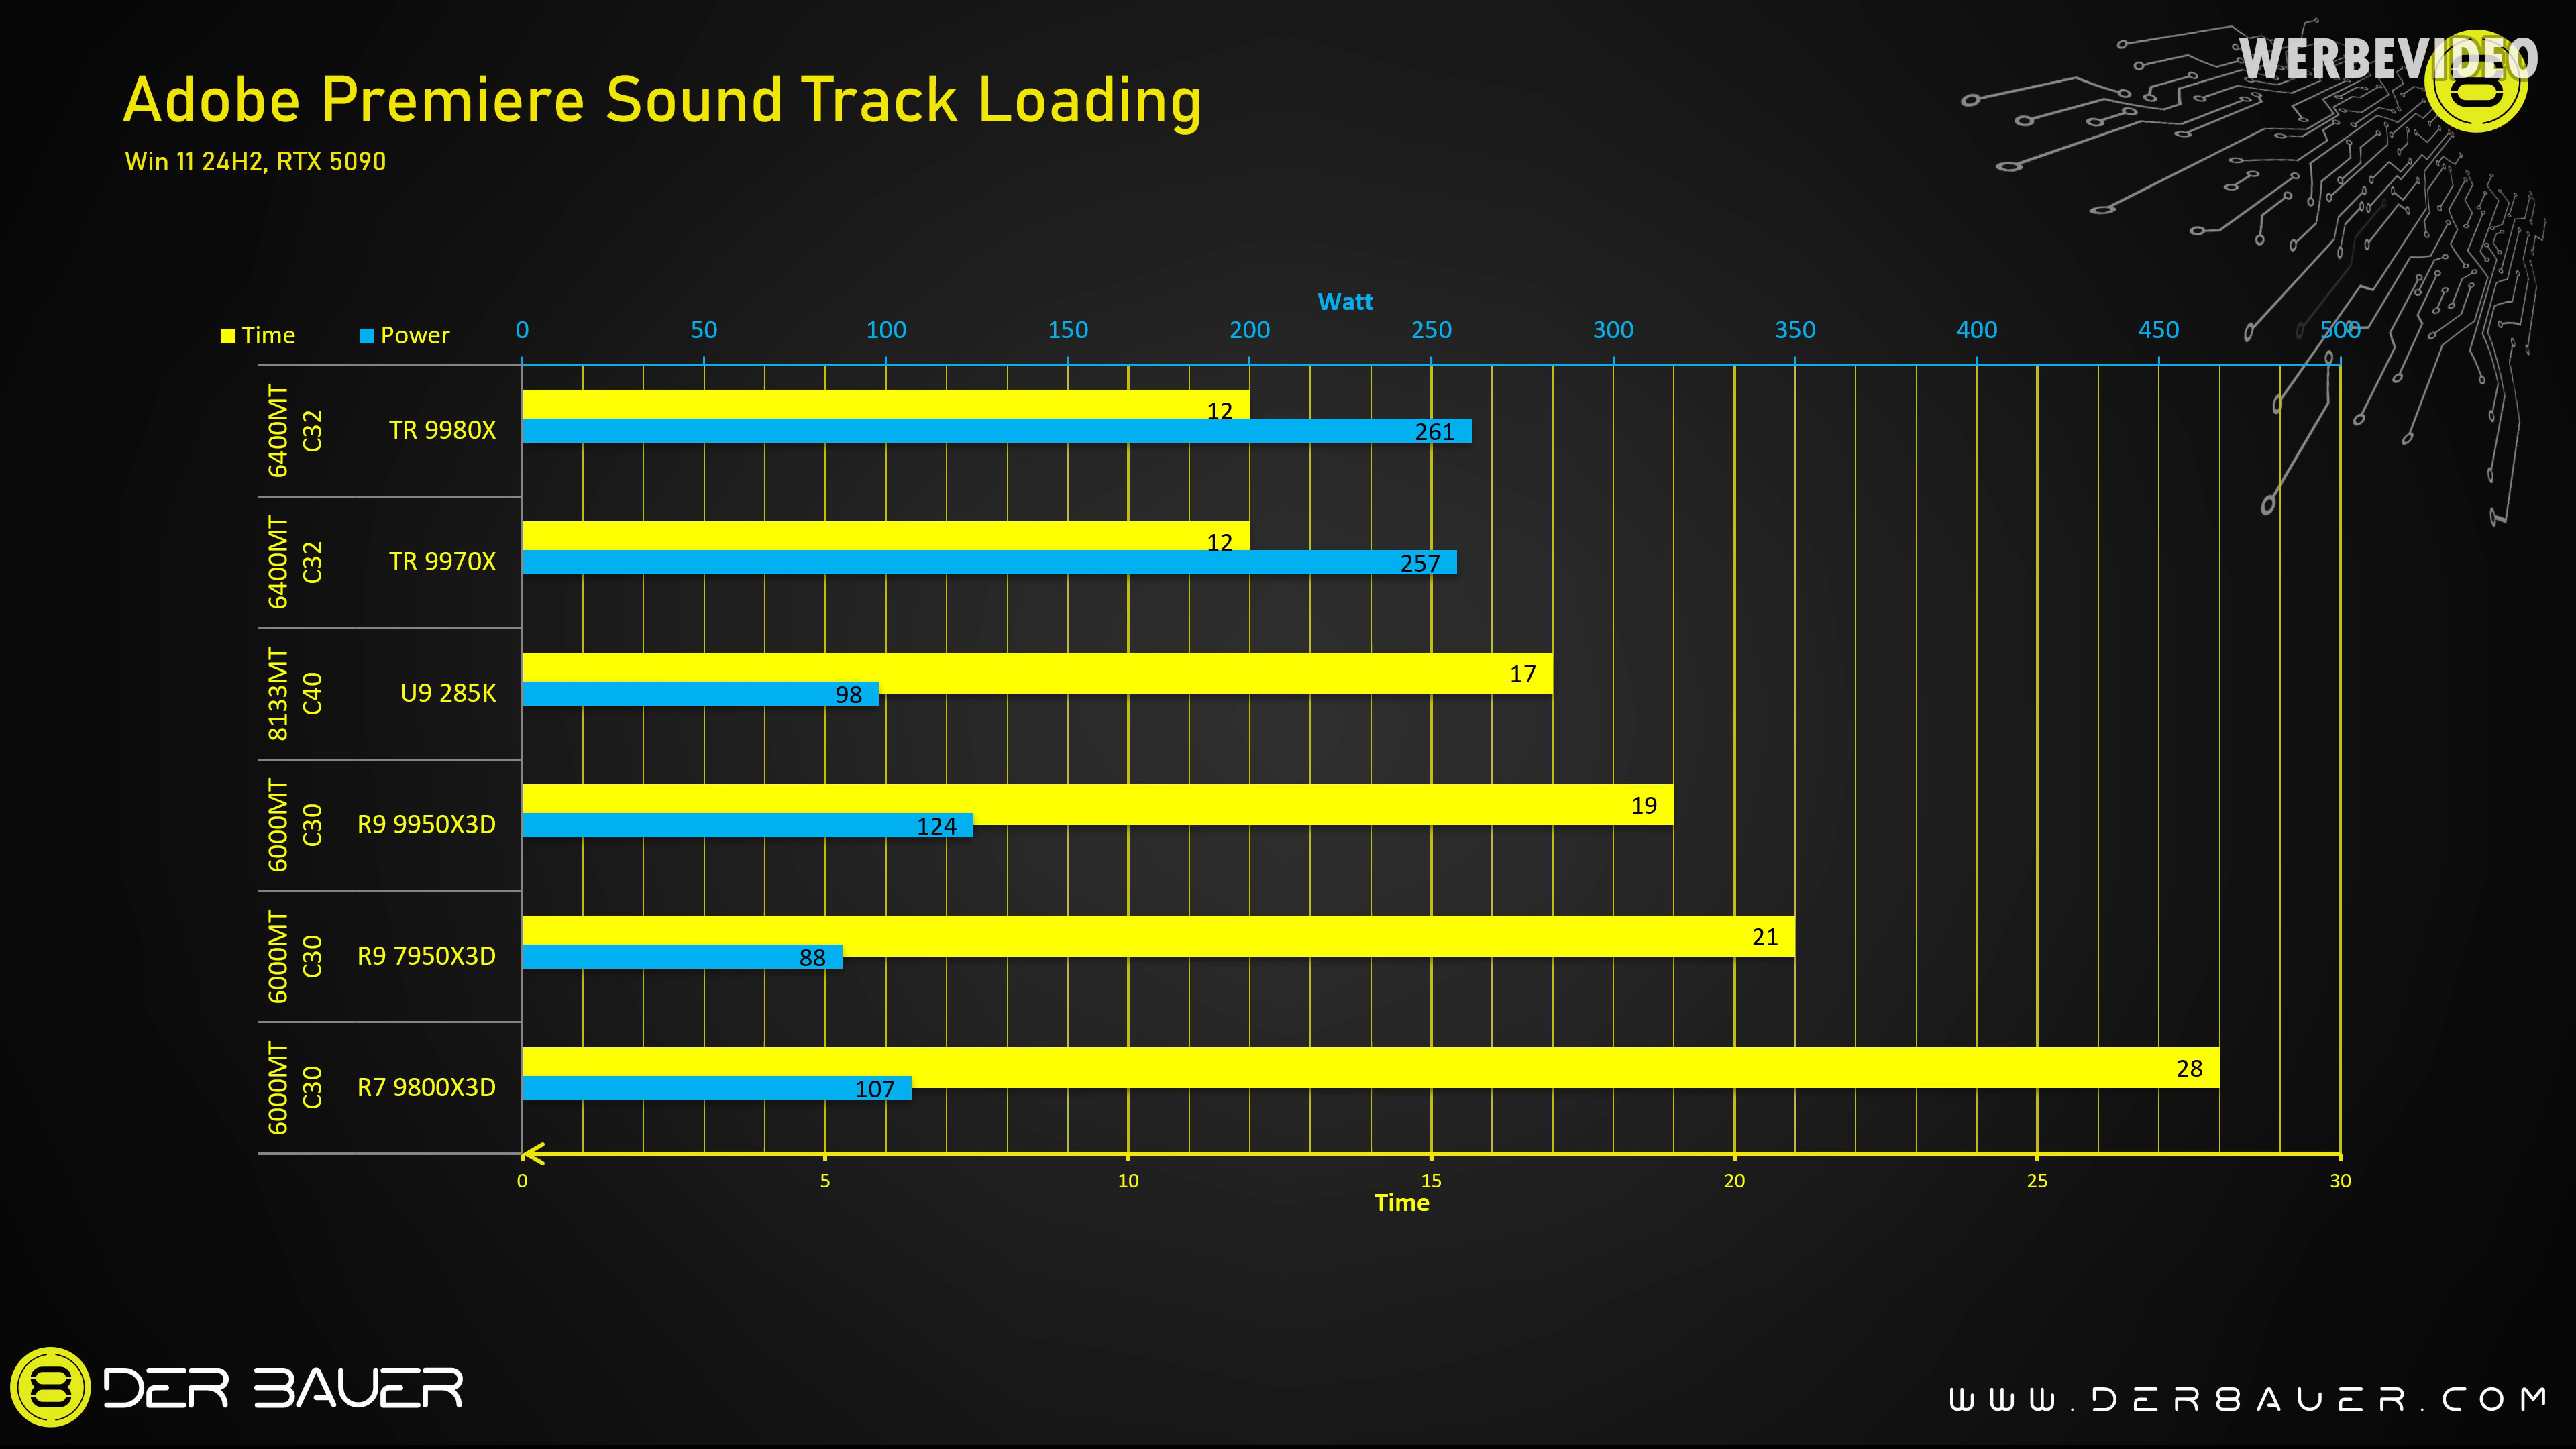 WERBEVIDEO
Adobe Premiere Sound Track Loading
Win 11 24H2, RTX 5090
Watt
Time Power 0 50 100 150 200 250 300 350 400 450 500
6400MT C32 TR 9980X 12 261
6400MT C32 TR 9970X 12 257
8133MT C40 U9 285K 17 98
6000MT C30 R9 9950X3D 19 124
6000MT C30 R9 7950X3D 21 88
6000MT C30 R7 9800X3D 28 107
0 5 10 15 20 25 30
Time
DER 8AUER
WWW.DER8AUER.COM